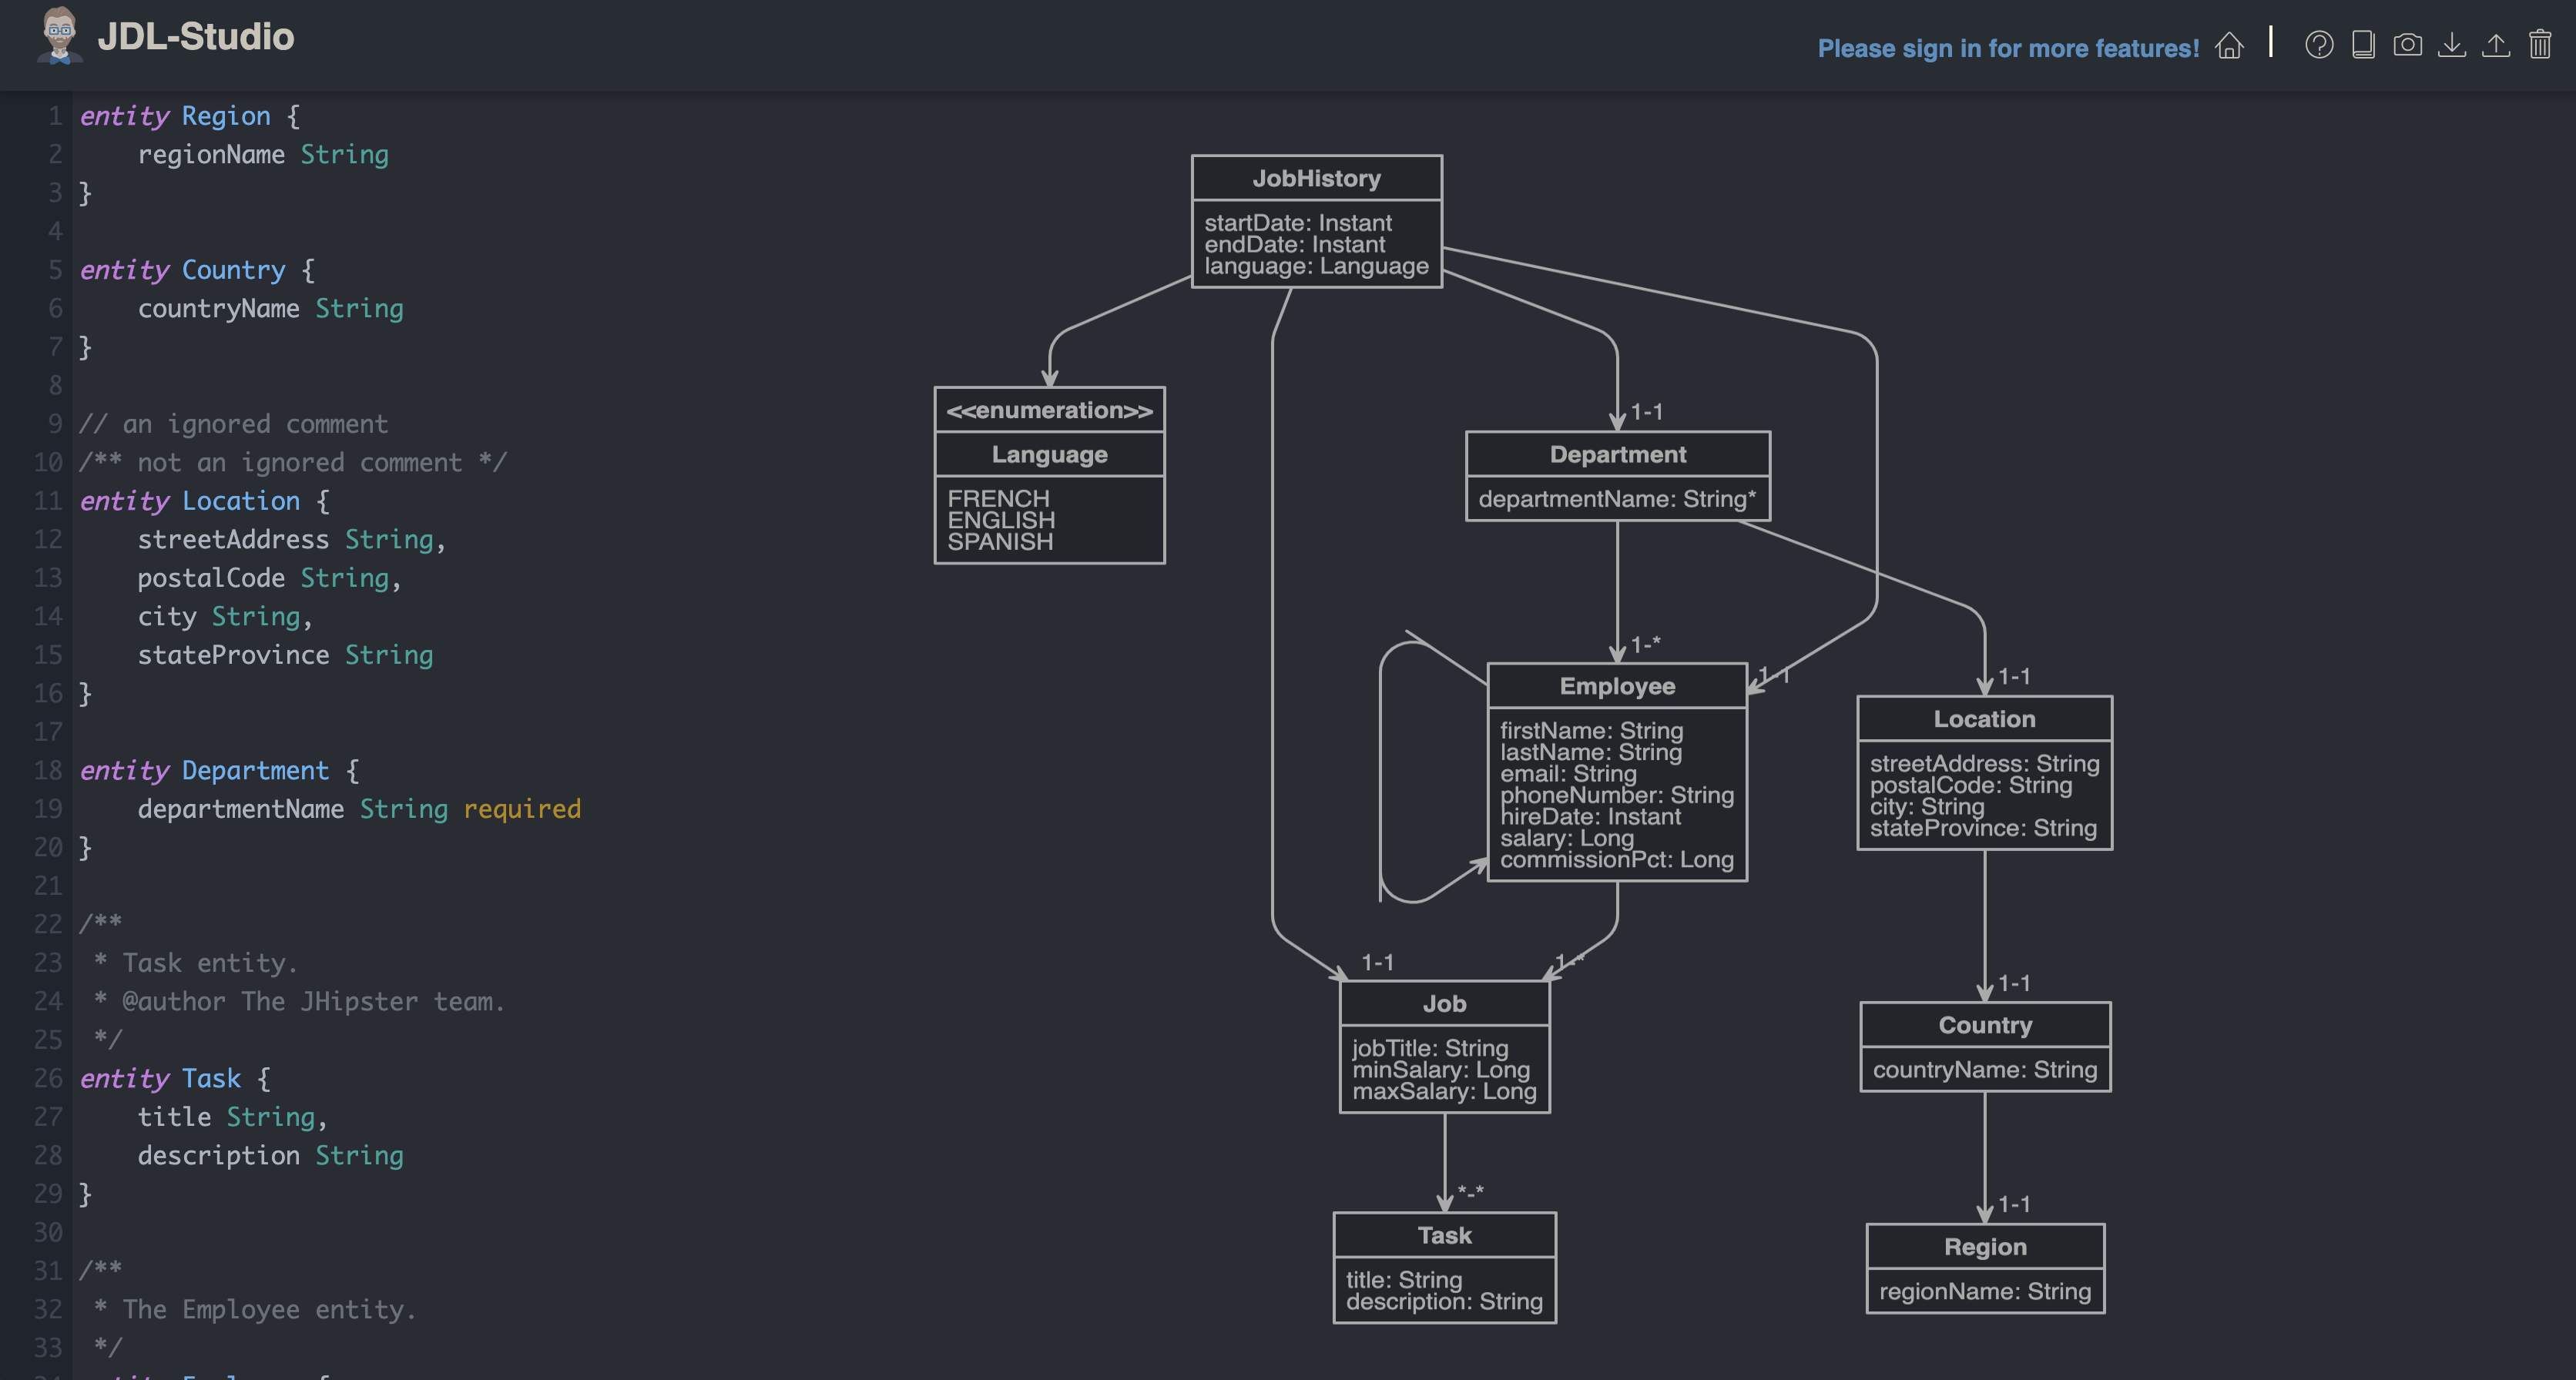 JDL-Studio
Please sign in for more features!
1 entity Region {
2     regionName String
3 }
4
5 entity Country {
6     countryName String
7 }
8
9 // an ignored comment
10 /** not an ignored comment */
11 entity Location {
12     streetAddress String,
13     postalCode String,
14     city String,
15     stateProvince String
16 }
17
18 entity Department {
19     departmentName String required
20 }
21
22 /**
23  * Task entity.
24  * @author The JHipster team.
25  */
26 entity Task {
27     title String,
28     description String
29 }
30
31 /**
32  * The Employee entity.
33  */
JobHistory
startDate: Instant
endDate: Instant
language: Language
<<enumeration>>
Language
FRENCH
ENGLISH
SPANISH
1-1
Department
departmentName: String*
1-*
1-1
Employee
firstName: String
lastName: String
email: String
phoneNumber: String
hireDate: Instant
salary: Long
commissionPct: Long
1-1
Location
streetAddress: String
postalCode: String
city: String
stateProvince: String
1-1
1-*
Job
jobTitle: String
minSalary: Long
maxSalary: Long
1-1
Country
countryName: String
*-*
Task
title: String
description: String
1-1
Region
regionName: String